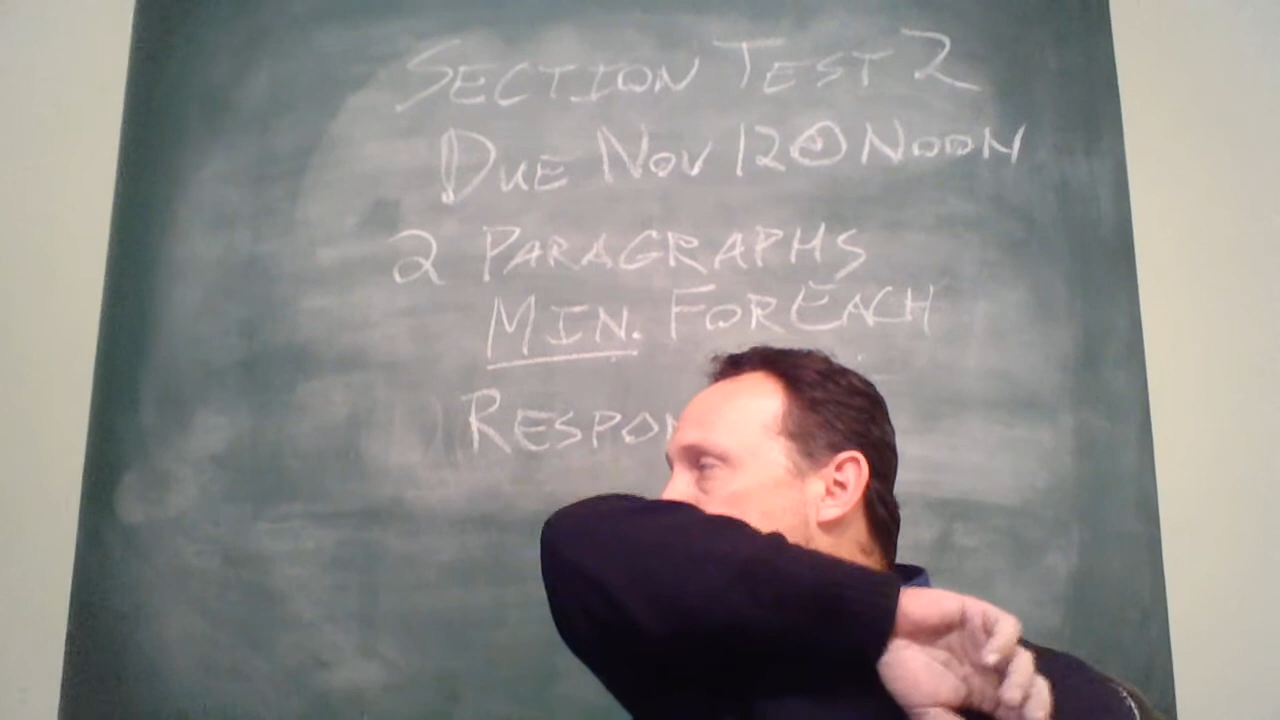 SECTION TEST 2
DUE NOV 12 @ NOON
2 PARAGRAPHS
MIN. FOR EACH